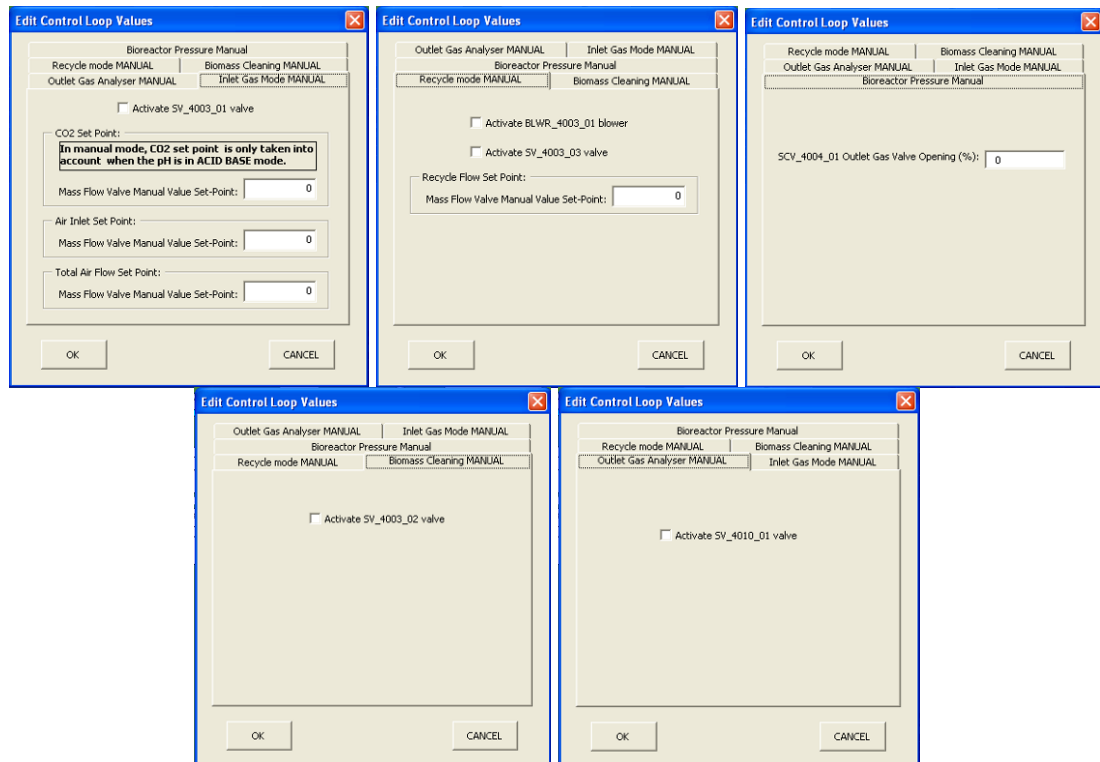 Edit Control Loop Values
Bioreactor Pressure Manual
Recycle mode MANUAL
Biomass Cleaning MANUAL
Outlet Gas Analyser MANUAL
Inlet Gas Mode MANUAL
Activate SV_4003_01 valve
CO2 Set Point:
In manual mode, CO2 set point is only taken into
account when the pH is in ACID BASE mode.
Mass Flow Valve Manual Value Set-Point: 0
Air Inlet Set Point:
Mass Flow Valve Manual Value Set-Point: 0
Total Air Flow Set Point:
Mass Flow Valve Manual Value Set-Point: 0
OK
CANCEL
Edit Control Loop Values
Outlet Gas Analyser MANUAL
Inlet Gas Mode MANUAL
Bioreactor Pressure Manual
Recycle mode MANUAL
Biomass Cleaning MANUAL
Activate BLWR_4003_01 blower
Activate SV_4003_03 valve
Recycle Flow Set Point:
Mass Flow Valve Manual Value Set-Point: 0
OK
CANCEL
Edit Control Loop Values
Recycle mode MANUAL
Biomass Cleaning MANUAL
Outlet Gas Analyser MANUAL
Inlet Gas Mode MANUAL
Bioreactor Pressure Manual
SCV_4004_01 Outlet Gas Valve Opening (%): 0
OK
CANCEL
Edit Control Loop Values
Outlet Gas Analyser MANUAL
Inlet Gas Mode MANUAL
Bioreactor Pressure Manual
Recycle mode MANUAL
Biomass Cleaning MANUAL
Activate SV_4003_02 valve
OK
CANCEL
Edit Control Loop Values
Bioreactor Pressure Manual
Recycle mode MANUAL
Biomass Cleaning MANUAL
Outlet Gas Analyser MANUAL
Inlet Gas Mode MANUAL
Activate SV_4010_01 valve
OK
CANCEL